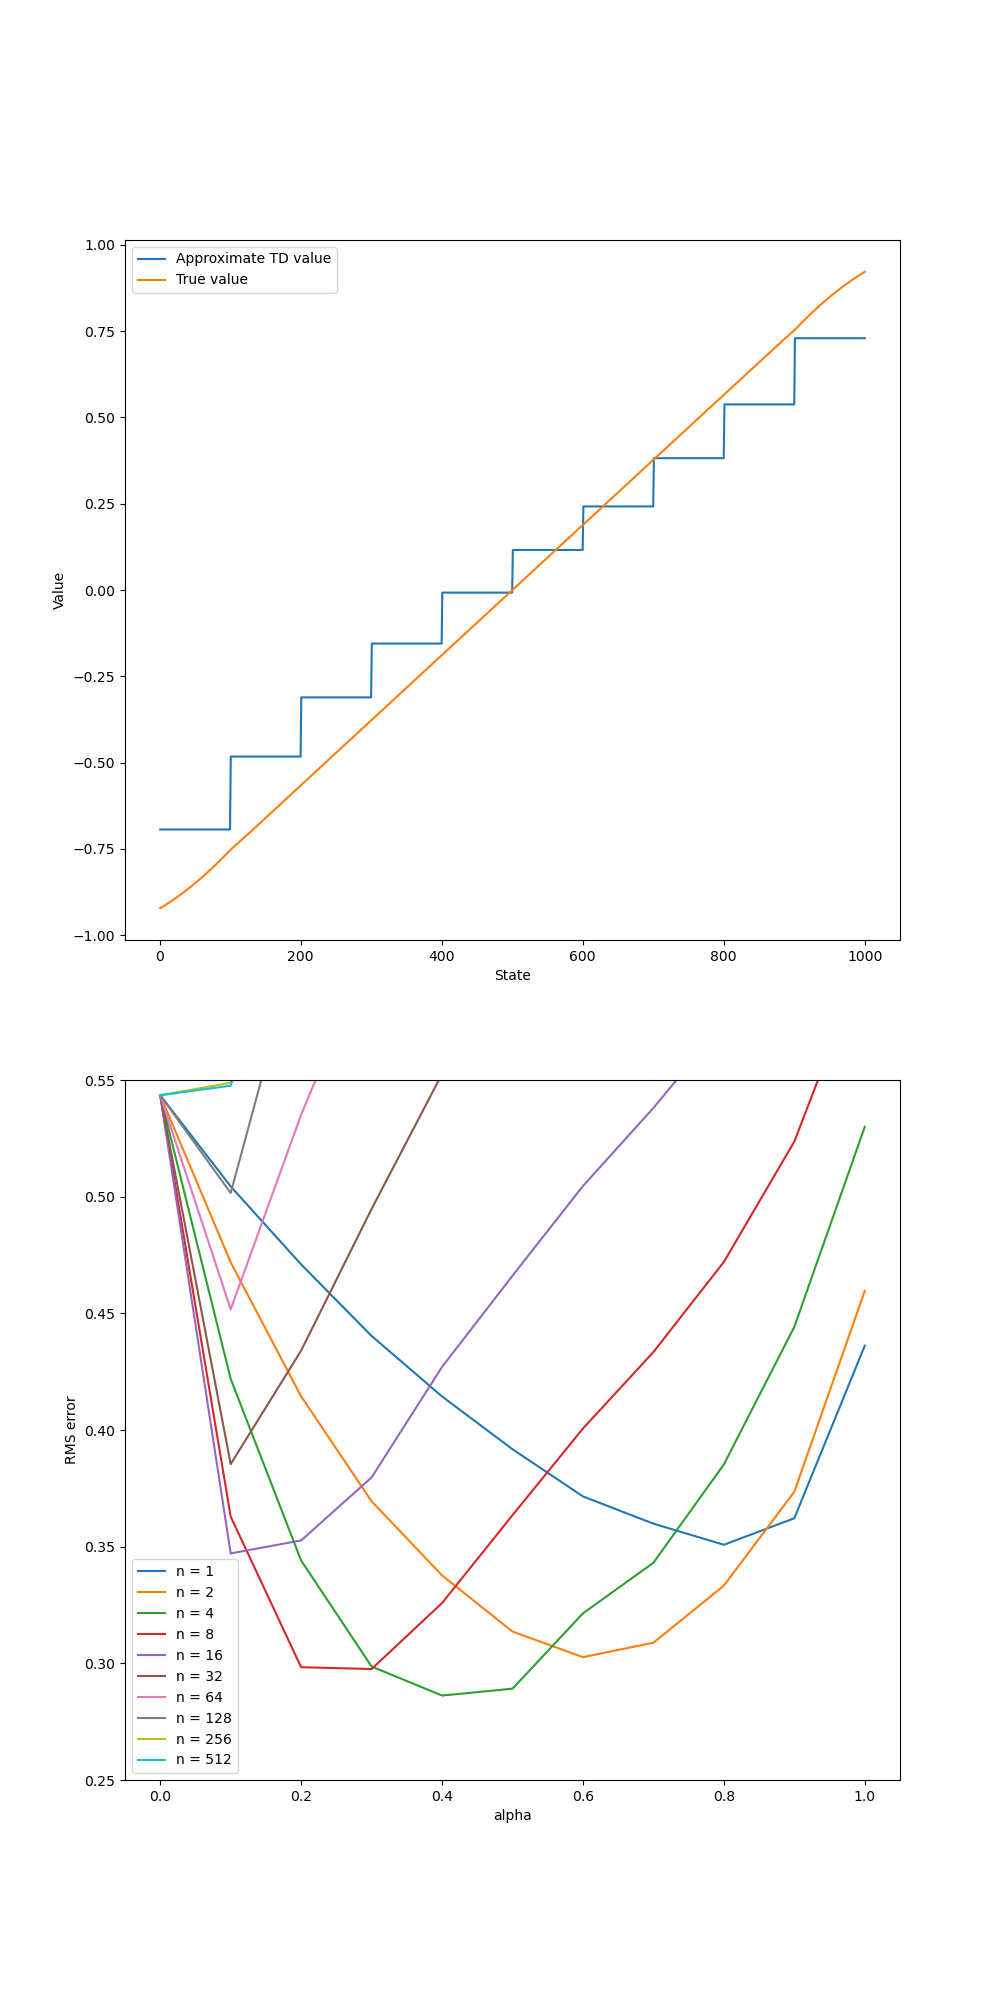 Approximate TD value
True value
1.00
0.75
0.50
0.25
0.00
−0.25
−0.50
−0.75
−1.00
Value
0 200 400 600 800 1000
State
0.55
0.50
0.45
0.40
0.35
0.30
0.25
RMS error
n = 1
n = 2
n = 4
n = 8
n = 16
n = 32
n = 64
n = 128
n = 256
n = 512
0.0 0.2 0.4 0.6 0.8 1.0
alpha